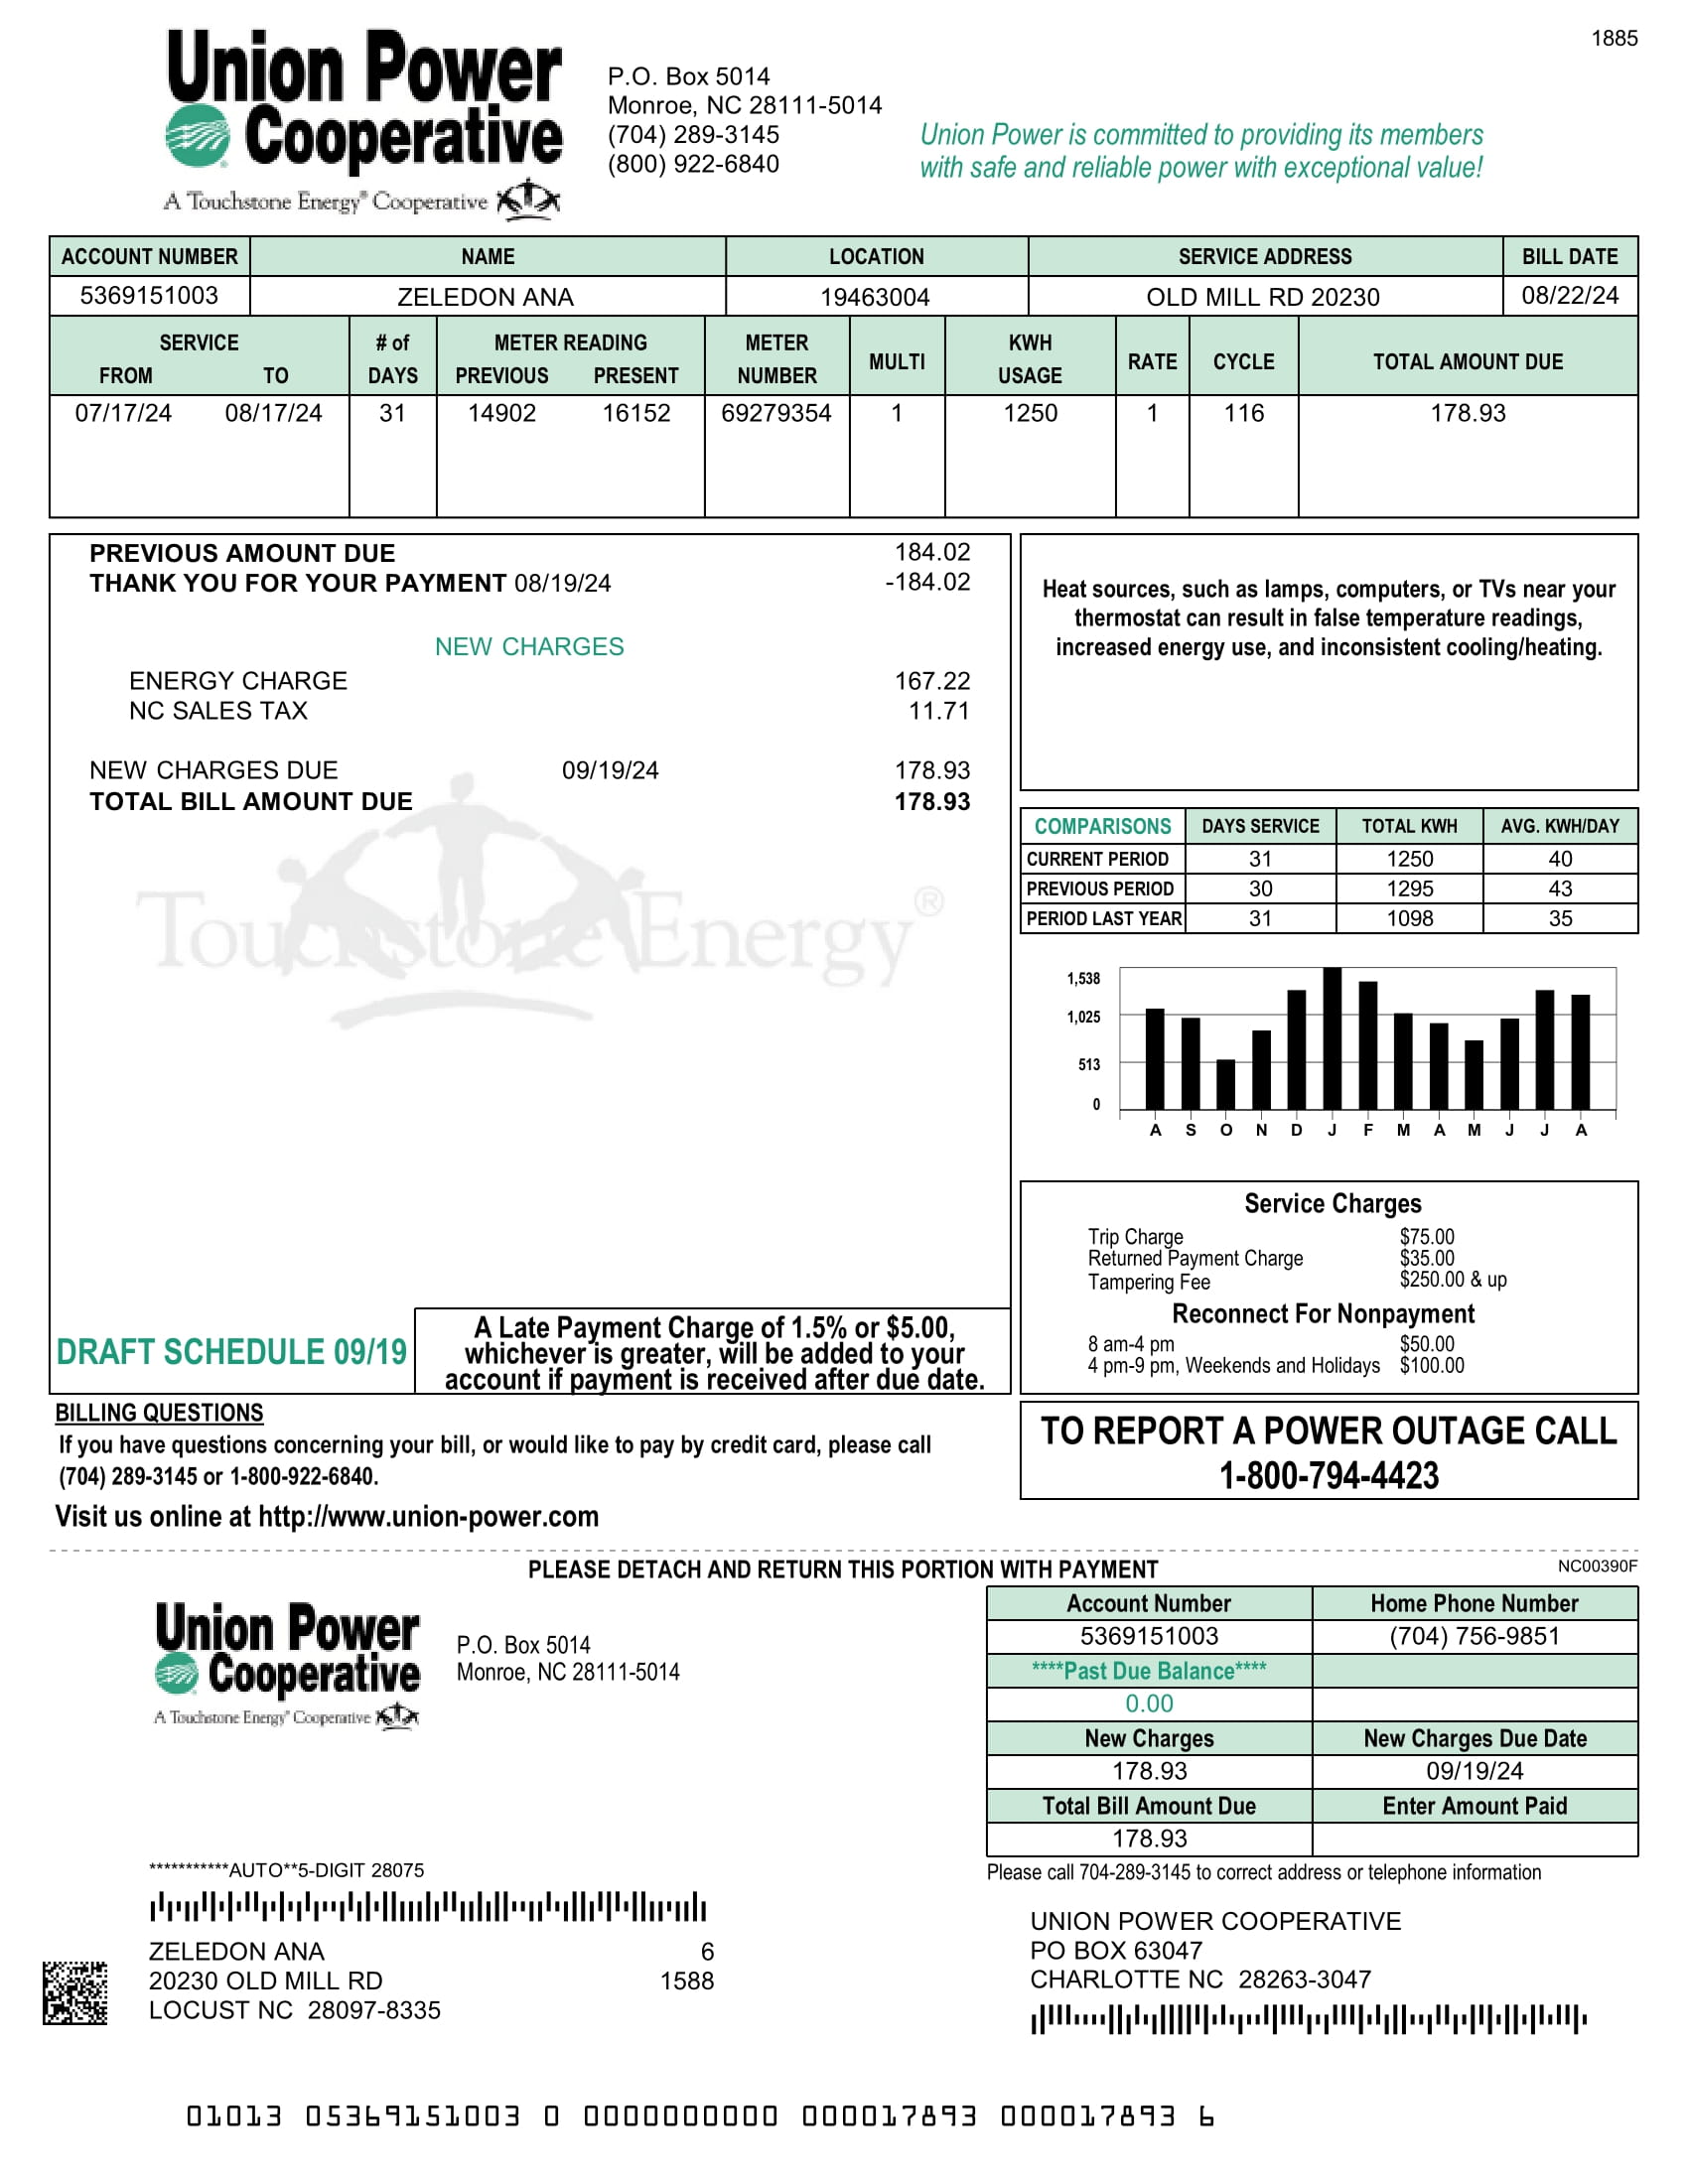 1885
Union Power
Cooperative
A Touchstone Energy® Cooperative
P.O. Box 5014
Monroe, NC 28111-5014
(704) 289-3145
(800) 922-6840
Union Power is committed to providing its members
with safe and reliable power with exceptional value!
ACCOUNT NUMBER NAME LOCATION SERVICE ADDRESS BILL DATE
5369151003 ZELEDON ANA 19463004 OLD MILL RD 20230 08/22/24
SERVICE # of METER READING METER MULTI KWH RATE CYCLE TOTAL AMOUNT DUE
FROM TO DAYS PREVIOUS PRESENT NUMBER USAGE
07/17/24 08/17/24 31 14902 16152 69279354 1 1250 1 116 178.93
PREVIOUS AMOUNT DUE 184.02
THANK YOU FOR YOUR PAYMENT 08/19/24 -184.02
NEW CHARGES
ENERGY CHARGE 167.22
NC SALES TAX 11.71
NEW CHARGES DUE 09/19/24 178.93
TOTAL BILL AMOUNT DUE 178.93
Touchstone Energy®
DRAFT SCHEDULE 09/19
A Late Payment Charge of 1.5% or $5.00,
whichever is greater, will be added to your
account if payment is received after due date.
Heat sources, such as lamps, computers, or TVs near your
thermostat can result in false temperature readings,
increased energy use, and inconsistent cooling/heating.
COMPARISONS DAYS SERVICE TOTAL KWH AVG. KWH/DAY
CURRENT PERIOD 31 1250 40
PREVIOUS PERIOD 30 1295 43
PERIOD LAST YEAR 31 1098 35
1,538
1,025
513
0
A S O N D J F M A M J J A
Service Charges
Trip Charge $75.00
Returned Payment Charge $35.00
Tampering Fee $250.00 & up
Reconnect For Nonpayment
8 am-4 pm $50.00
4 pm-9 pm, Weekends and Holidays $100.00
BILLING QUESTIONS
If you have questions concerning your bill, or would like to pay by credit card, please call
(704) 289-3145 or 1-800-922-6840.
Visit us online at http://www.union-power.com
TO REPORT A POWER OUTAGE CALL
1-800-794-4423
PLEASE DETACH AND RETURN THIS PORTION WITH PAYMENT
NC00390F
Union Power
Cooperative
A Touchstone Energy® Cooperative
P.O. Box 5014
Monroe, NC 28111-5014
Account Number Home Phone Number
5369151003 (704) 756-9851
****Past Due Balance****
0.00
New Charges New Charges Due Date
178.93 09/19/24
Total Bill Amount Due Enter Amount Paid
178.93
Please call 704-289-3145 to correct address or telephone information
***********AUTO**5-DIGIT 28075
ZELEDON ANA 6
20230 OLD MILL RD 1588
LOCUST NC 28097-8335
UNION POWER COOPERATIVE
PO BOX 63047
CHARLOTTE NC 28263-3047
01013 05369151003 0 0000000000 000017893 000017893 6